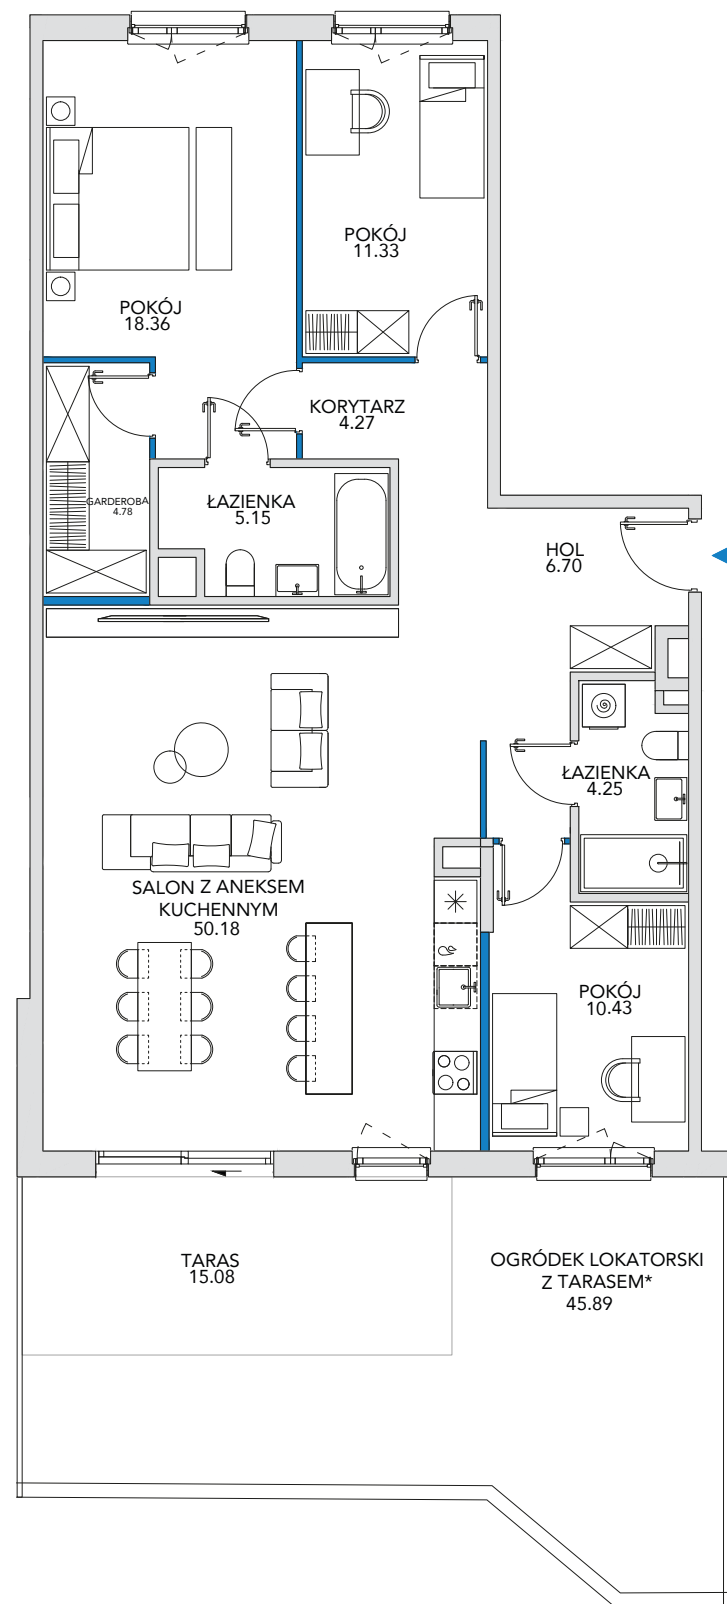 POKÓJ
11.33
POKÓJ
18.36
KORYTARZ
4.27
GARDEROBA
4.78
ŁAZIENKA
5.15
HOL
6.70
ŁAZIENKA
4.25
SALON Z ANEKSEM
KUCHENNYM
50.18
POKÓJ
10.43
TARAS
15.08
OGRÓDEK LOKATORSKI
Z TARASEM*
45.89